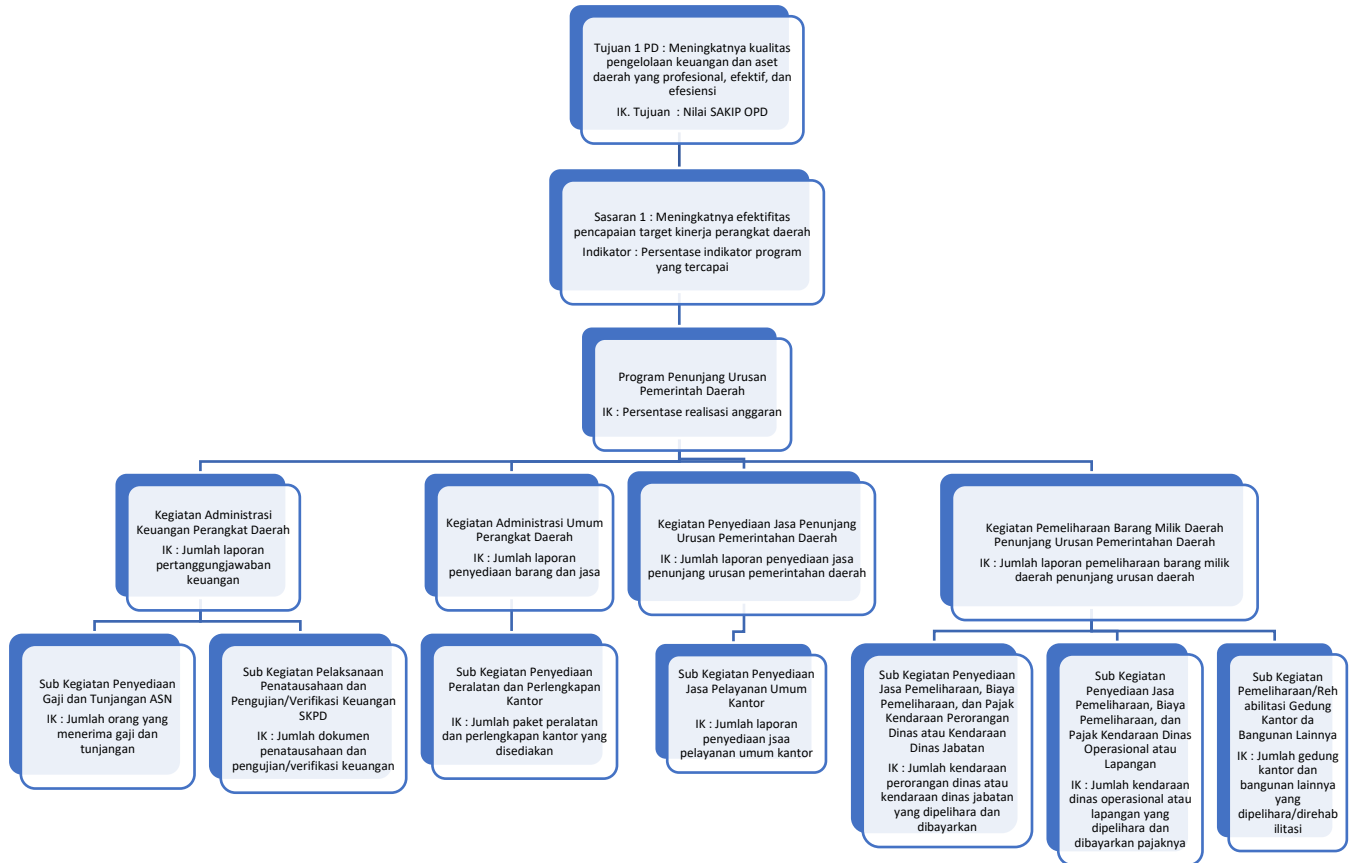 Tujuan 1 PD : Meningkatnya kualitas
pengelolaan keuangan dan aset
daerah yang profesional, efektif, dan
efesiensi
IK. Tujuan : Nilai SAKIP OPD
Sasaran 1 : Meningkatnya efektifitas
pencapaian target kinerja perangkat daerah
Indikator : Persentase indikator program
yang tercapai
Program Penunjang Urusan
Pemerintah Daerah
IK : Persentase realisasi anggaran
Kegiatan Administrasi
Keuangan Perangkat Daerah
IK : Jumlah laporan
pertanggungjawaban
keuangan
Kegiatan Administrasi Umum
Perangkat Daerah
IK : Jumlah laporan
penyediaan barang dan jasa
Kegiatan Penyediaan Jasa Penunjang
Urusan Pemerintahan Daerah
IK : Jumlah laporan penyediaan jasa
penunjang urusan pemerintahan daerah
Kegiatan Pemeliharaan Barang Milik Daerah
Penunjang Urusan Pemerintahan Daerah
IK : Jumlah laporan pemeliharaan barang milik
daerah penunjang urusan daerah
Sub Kegiatan Penyediaan
Gaji dan Tunjangan ASN
IK : Jumlah orang yang
menerima gaji dan
tunjangan
Sub Kegiatan Pelaksanaan
Penatausahaan dan
Pengujian/Verifikasi Keuangan
SKPD
IK : Jumlah dokumen
penatausahaan dan
pengujian/verifikasi keuangan
Sub Kegiatan Penyediaan
Peralatan dan Perlengkapan
Kantor
IK : Jumlah paket peralatan
dan perlengkapan kantor yang
disediakan
Sub Kegiatan Penyediaan
Jasa Pelayanan Umum
Kantor
IK : Jumlah laporan
penyediaan jsaa
pelayanan umum kantor
Sub Kegiatan Penyediaan
Jasa Pemeliharaan, Biaya
Pemeliharaan, dan Pajak
Kendaraan Perorangan
Dinas atau Kendaraan
Dinas Jabatan
IK : Jumlah kendaraan
perorangan dinas atau
kendaraan dinas jabatan
yang dipelihara dan
dibayarkan
Sub Kegiatan
Penyediaan Jasa
Pemeliharaan, Biaya
Pemeliharaan, dan
Pajak Kendaraan Dinas
Operasional atau
Lapangan
IK : Jumlah kendaraan
dinas operasional atau
lapangan yang
dipelihara dan
dibayarkan pajaknya
Sub Kegiatan
Pemeliharaan/Reh
abilitasi Gedung
Kantor da
Bangunan Lainnya
IK : Jumlah gedung
kantor dan
bangunan lainnya
yang
dipelihara/direhab
ilitasi